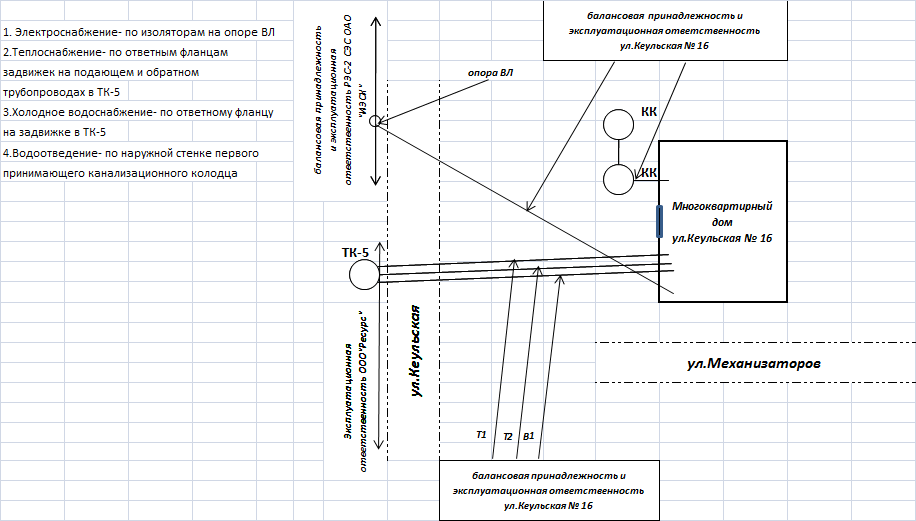 1. Электроснабжение- по изоляторам на опоре ВЛ
2.Теплоснабжение- по ответным фланцам
задвижек на подающем и обратном
трубопроводах в ТК-5
3.Холодное водоснабжение- по ответному фланцу
на задвижке в ТК-5
4.Водоотведение- по наружной стенке первого
принимающего канализационного колодца
балансовая принадлежность
и эксплуатационная
ответственность РЭС-2 СЭС ОАО
"ИЭСК"
опора ВЛ
балансовая принадлежность и
эксплуатационная ответственность
ул.Кеульская № 16
КК
КК
Многоквартирный
дом
ул.Кеульская № 16
ТК-5
Эксплуатационная
ответственность ООО"Ресурс"
ул.Кеульская
ул.Механизаторов
Т1
Т2
В1
балансовая принадлежность и
эксплуатационная ответственность
ул.Кеульская № 16